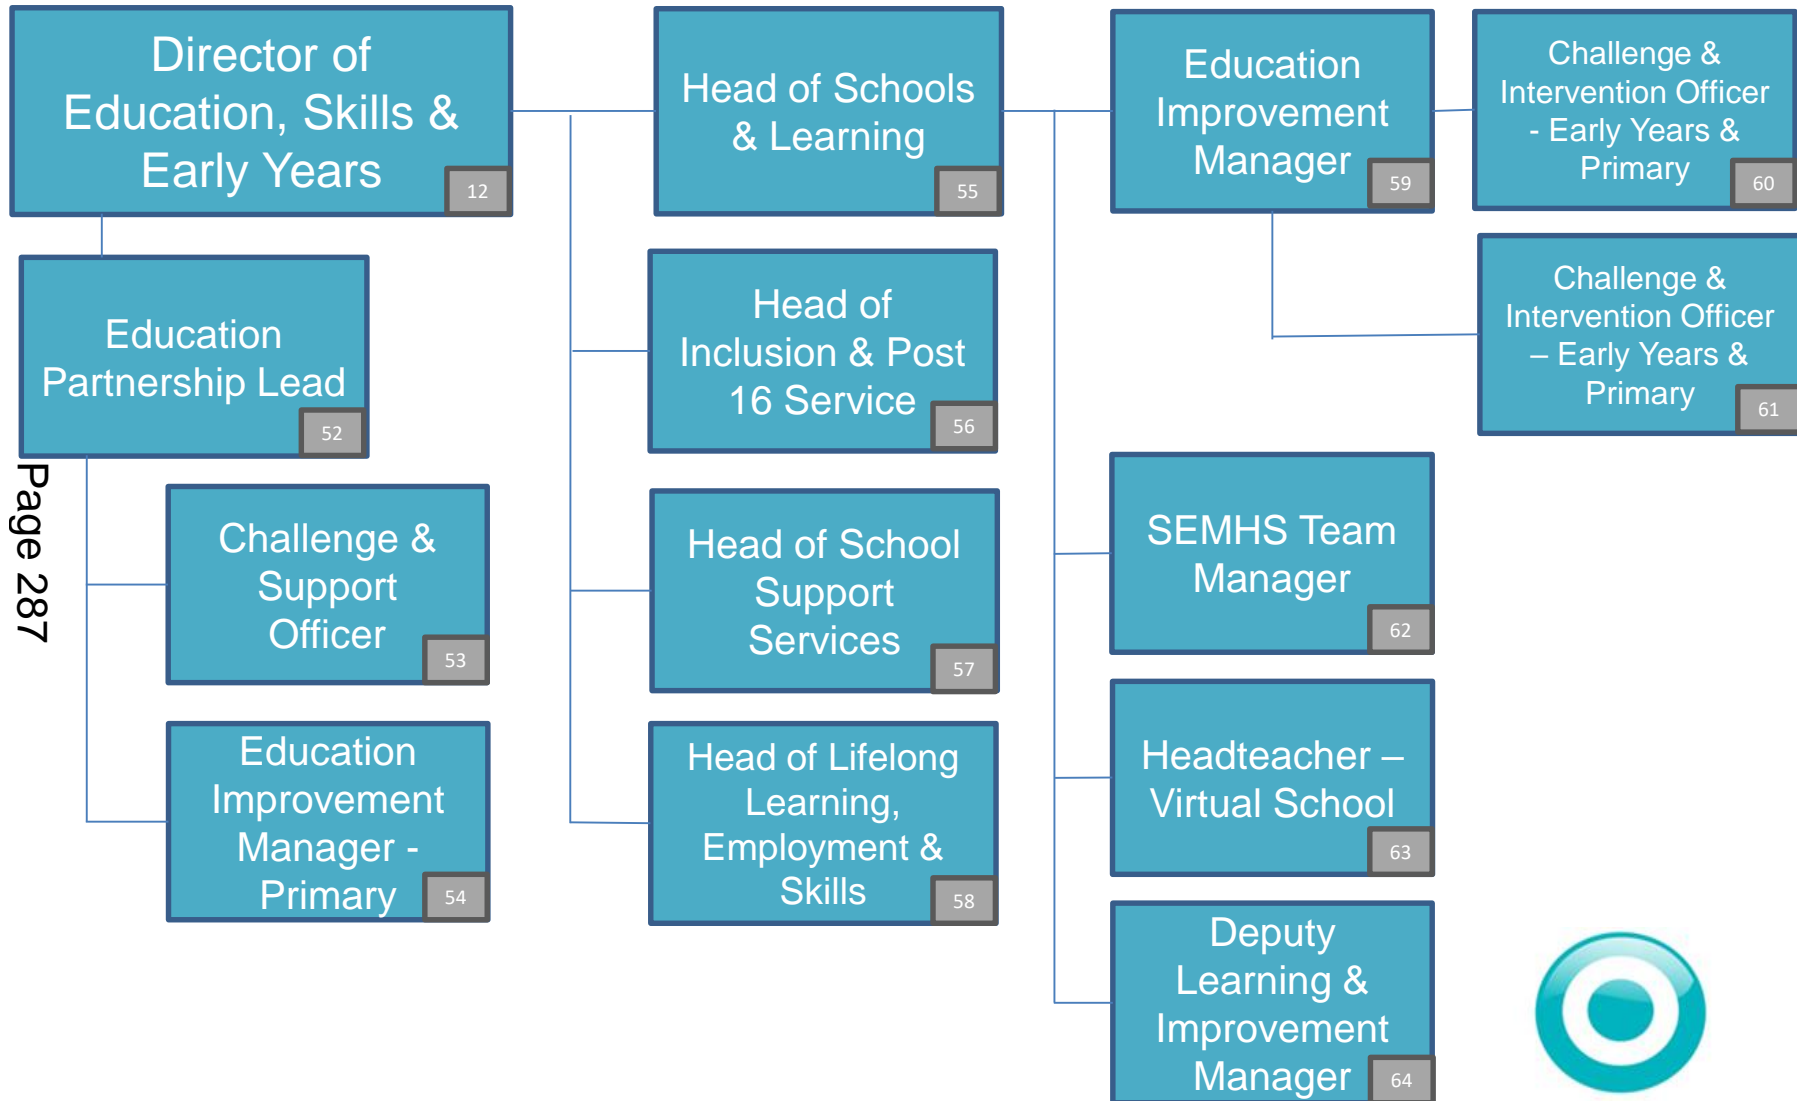 Director of
Education, Skills &
Early Years
12
Education
Partnership Lead
52
Challenge &
Support
Officer
53
Education
Improvement
Manager -
Primary
54
Head of Schools
& Learning
55
Head of
Inclusion & Post
16 Service
56
Head of School
Support
Services
57
Head of Lifelong
Learning,
Employment &
Skills
58
Education
Improvement
Manager
59
Challenge &
Intervention Officer
- Early Years &
Primary
60
Challenge &
Intervention Officer
– Early Years &
Primary
61
SEMHS Team
Manager
62
Headteacher –
Virtual School
63
Deputy
Learning &
Improvement
Manager
64
Page 287